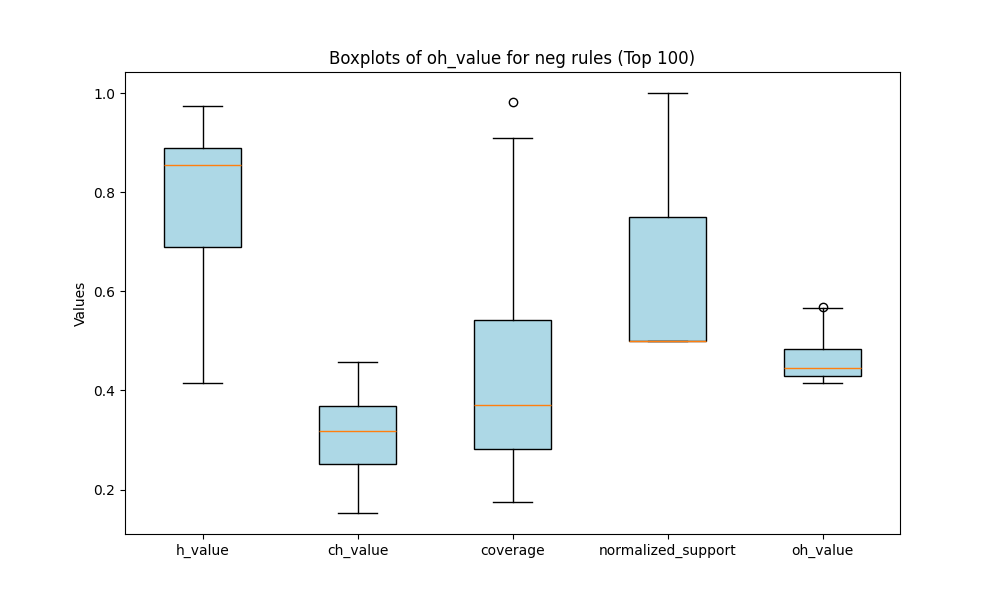 Boxplots of oh_value for neg rules (Top 100)
Values
1.0
0.8
0.6
0.4
0.2
h_value
ch_value
coverage
normalized_support
oh_value